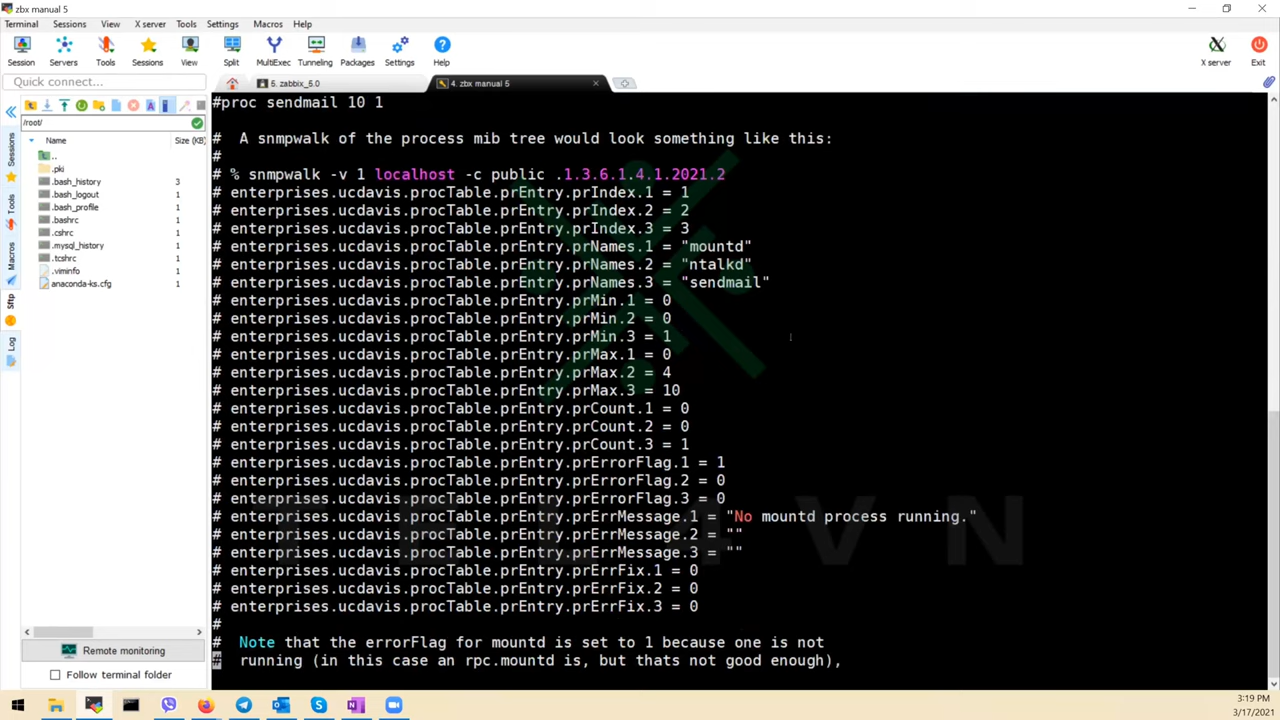 zbx manual 5
Terminal Sessions View X server Tools Settings Macros Help
Session Servers Tools Sessions View Split MultiExec Tunneling Packages Settings Help X server Exit
Quick connect...
6. zabbix_5.0
4. zbx manual 5
/root/
Name Size (KB)
..
.pki
.bash_history 3
.bash_logout 1
.bash_profile 1
.bashrc 1
.cshrc 1
.mysql_history 1
.tcshrc 1
.viminfo 1
anaconda-ks.cfg 1
Sessions
Tools
Macros
Sftp
Log
Remote monitoring
Follow terminal folder
#proc sendmail 10 1
# A snmpwalk of the process mib tree would look something like this:
#
# % snmpwalk -v 1 localhost -c public .1.3.6.1.4.1.2021.2
# enterprises.ucdavis.procTable.prEntry.prIndex.1 = 1
# enterprises.ucdavis.procTable.prEntry.prIndex.2 = 2
# enterprises.ucdavis.procTable.prEntry.prIndex.3 = 3
# enterprises.ucdavis.procTable.prEntry.prNames.1 = "mountd"
# enterprises.ucdavis.procTable.prEntry.prNames.2 = "ntalkd"
# enterprises.ucdavis.procTable.prEntry.prNames.3 = "sendmail"
# enterprises.ucdavis.procTable.prEntry.prMin.1 = 0
# enterprises.ucdavis.procTable.prEntry.prMin.2 = 0
# enterprises.ucdavis.procTable.prEntry.prMin.3 = 1
# enterprises.ucdavis.procTable.prEntry.prMax.1 = 0
# enterprises.ucdavis.procTable.prEntry.prMax.2 = 4
# enterprises.ucdavis.procTable.prEntry.prMax.3 = 10
# enterprises.ucdavis.procTable.prEntry.prCount.1 = 0
# enterprises.ucdavis.procTable.prEntry.prCount.2 = 0
# enterprises.ucdavis.procTable.prEntry.prCount.3 = 1
# enterprises.ucdavis.procTable.prEntry.prErrorFlag.1 = 1
# enterprises.ucdavis.procTable.prEntry.prErrorFlag.2 = 0
# enterprises.ucdavis.procTable.prEntry.prErrorFlag.3 = 0
# enterprises.ucdavis.procTable.prEntry.prErrMessage.1 = "No mountd process running."
# enterprises.ucdavis.procTable.prEntry.prErrMessage.2 = ""
# enterprises.ucdavis.procTable.prEntry.prErrMessage.3 = ""
# enterprises.ucdavis.procTable.prEntry.prErrFix.1 = 0
# enterprises.ucdavis.procTable.prEntry.prErrFix.2 = 0
# enterprises.ucdavis.procTable.prEntry.prErrFix.3 = 0
#
# Note that the errorFlag for mountd is set to 1 because one is not
# running (in this case an rpc.mountd is, but thats not good enough),
3:19 PM
3/17/2021